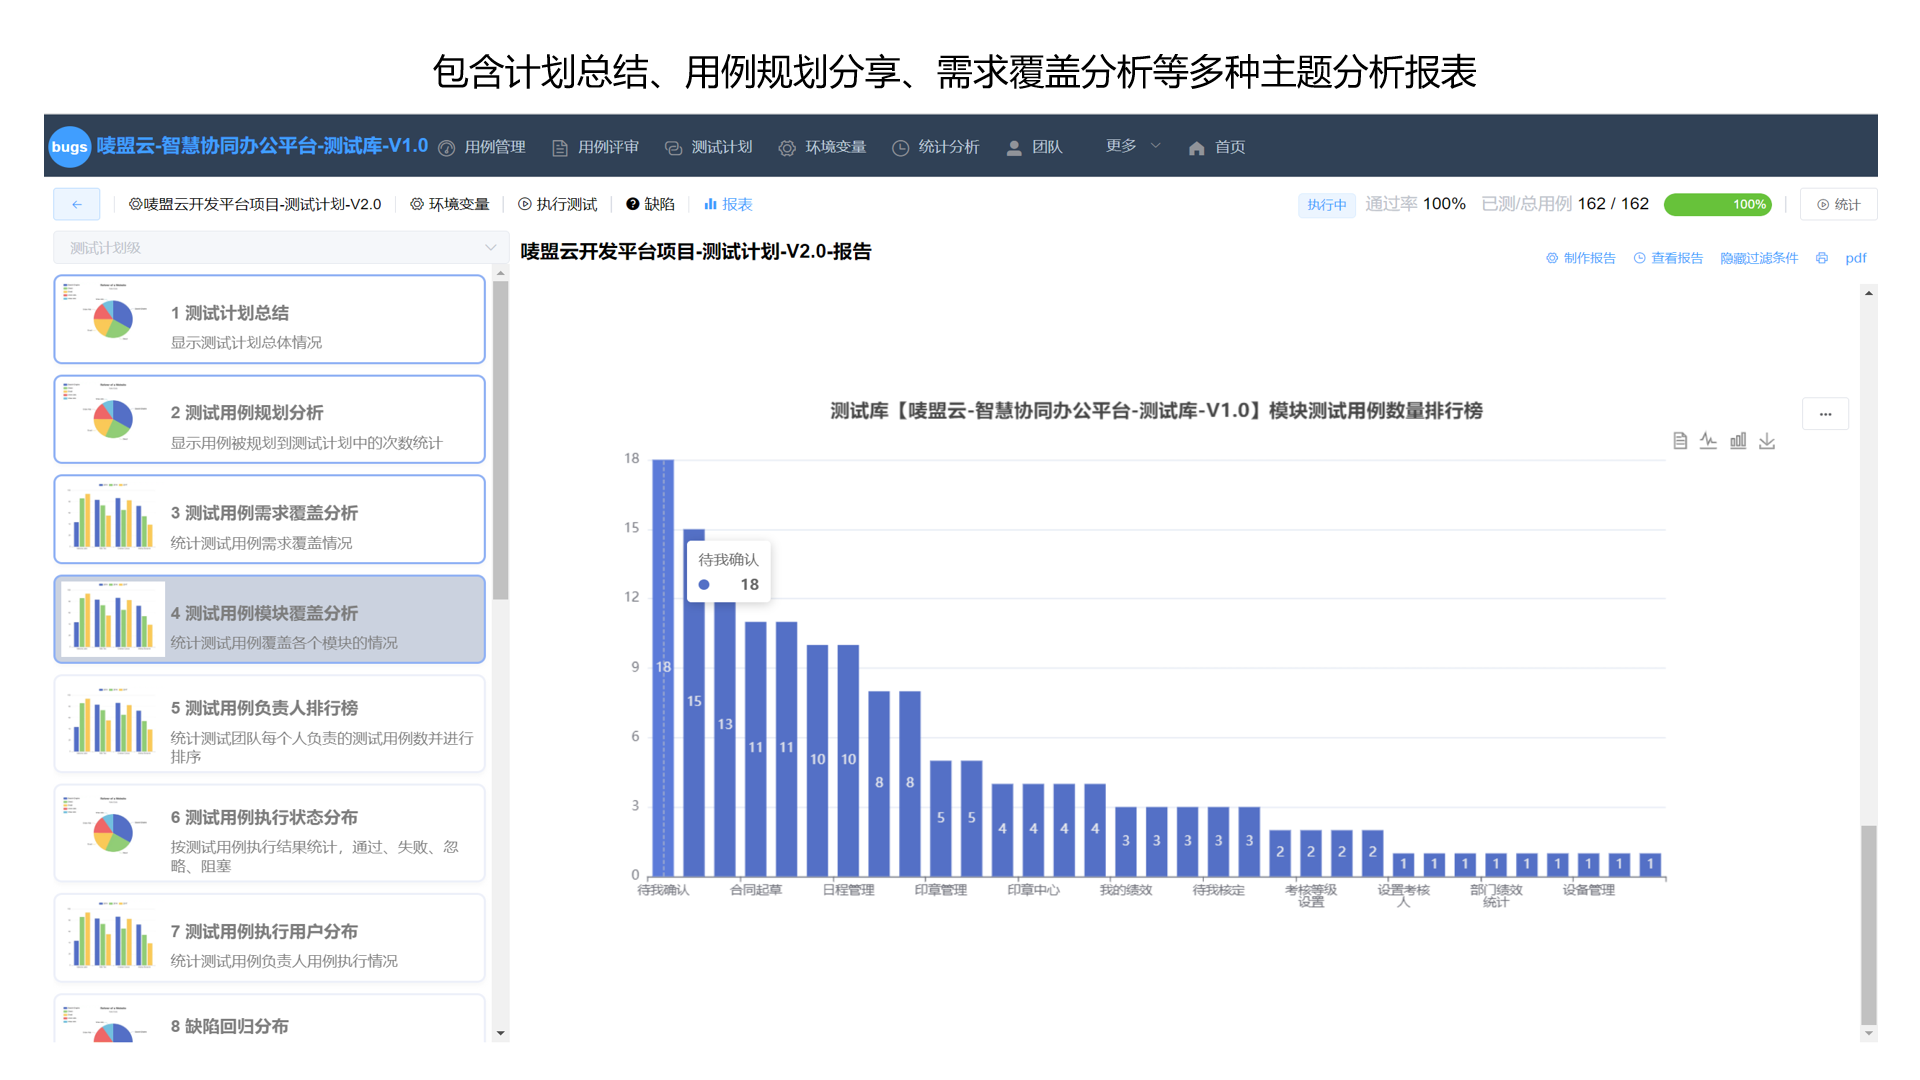 包含计划总结、用例规划分享、需求覆盖分析等多种主题分析报表
bugs 唛盟云-智慧协同办公平台-测试库-V1.0 用例管理 用例评审 测试计划 环境变量 统计分析 团队 更多 首页
唛盟云开发平台项目-测试计划-V2.0 环境变量 执行测试 缺陷 报表 执行中 通过率 100% 已测/总用例 162 / 162 100% 统计
测试计划级
唛盟云开发平台项目-测试计划-V2.0-报告
制作报告 查看报告 隐藏过滤条件 pdf
1 测试计划总结
显示测试计划总体情况
2 测试用例规划分析
显示用例被规划到测试计划中的次数统计
3 测试用例需求覆盖分析
统计测试用例需求覆盖情况
4 测试用例模块覆盖分析
统计测试用例覆盖各个模块的情况
5 测试用例负责人排行榜
统计测试团队每个人负责的测试用例数并进行
排序
6 测试用例执行状态分布
按测试用例执行结果统计，通过、失败、忽
略、阻塞
7 测试用例执行用户分布
统计测试用例负责人用例执行情况
8 缺陷回归分布
测试库【唛盟云-智慧协同办公平台-测试库-V1.0】模块测试用例数量排行榜
...
18
15
12
9
6
3
0
待我确认
18
18 15 13 11 11 10 10 8 8 5 5 4 4 4 4 3 3 3 3 3 2 2 2 2 1 1 1 1 1 1 1 1 1
待我确认 合同起草 日程管理 印章管理 印章中心 我的绩效 待我核定 考核等级 设置考核 部门绩效 设备管理
设置 人 统计